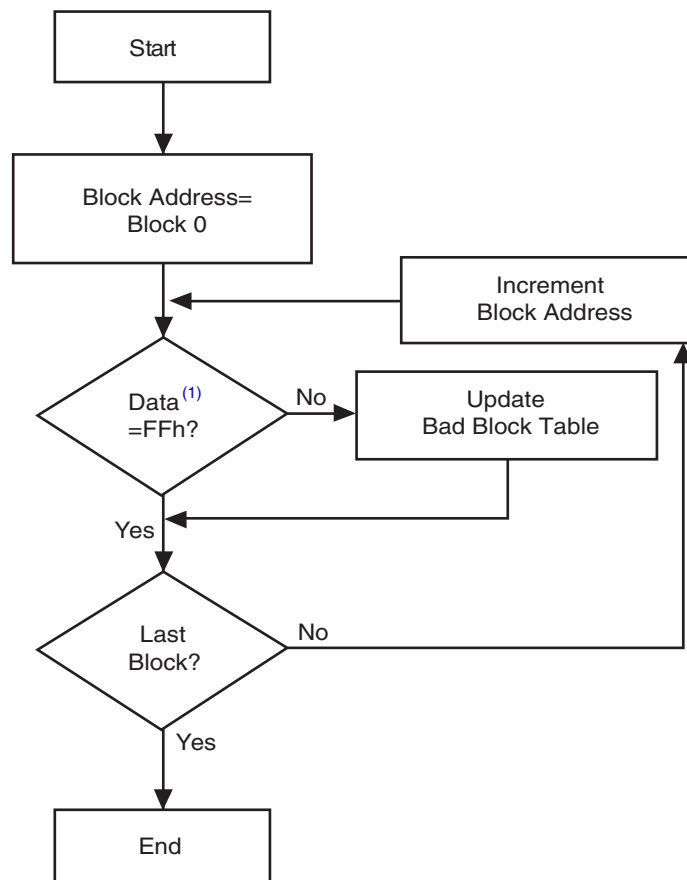 Start
Block Address=
Block 0
Increment
Block Address
Data(1)
=FFh?
No
Update
Bad Block Table
Yes
Last
Block?
No
Yes
End